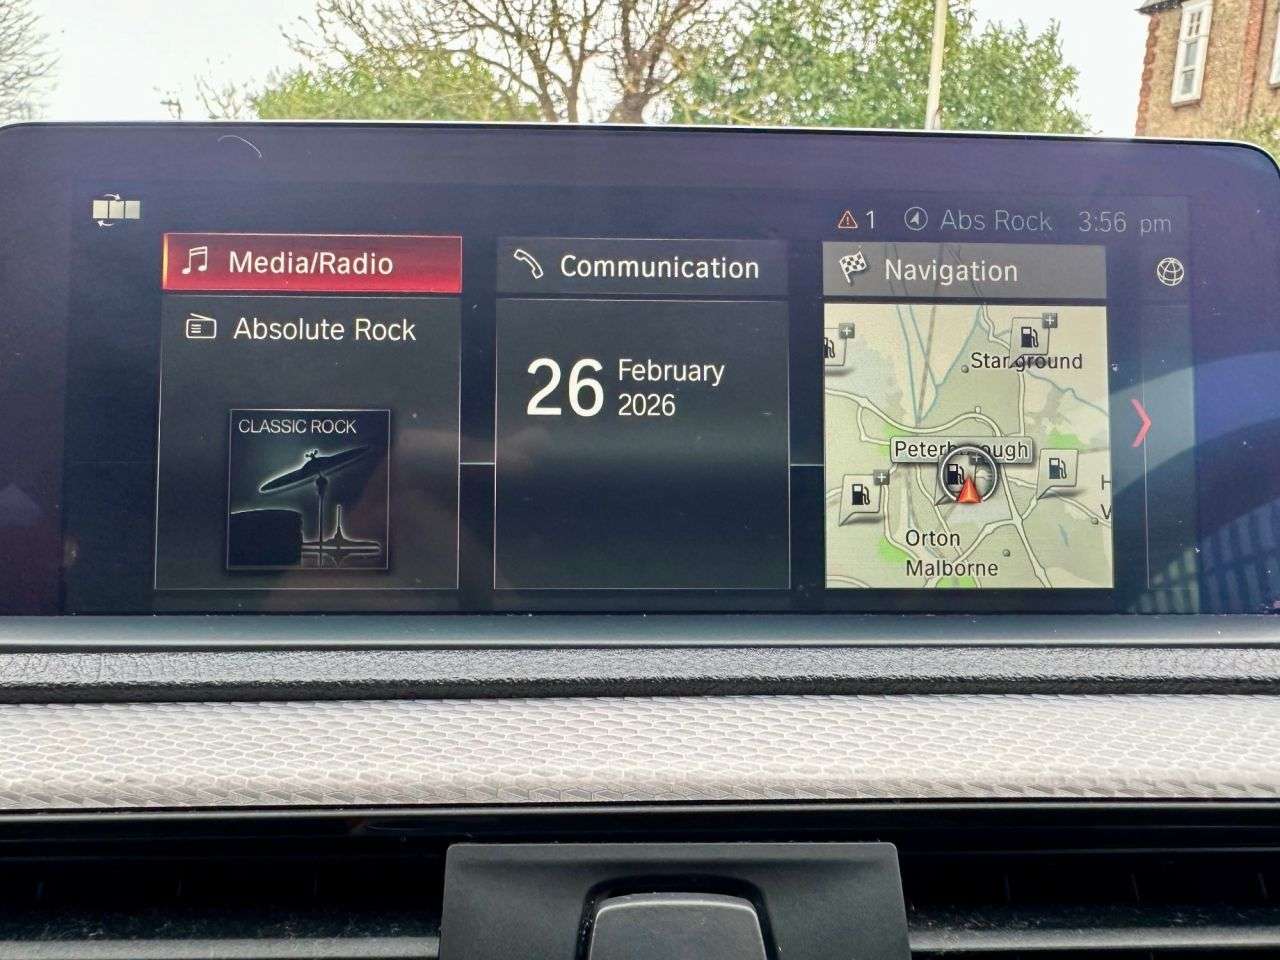 1 Abs Rock 3:56 pm
Media/Radio
Absolute Rock
CLASSIC ROCK
Communication
26 February
2026
Navigation
Stanground
Peterborough
Orton
Malborne
H
V